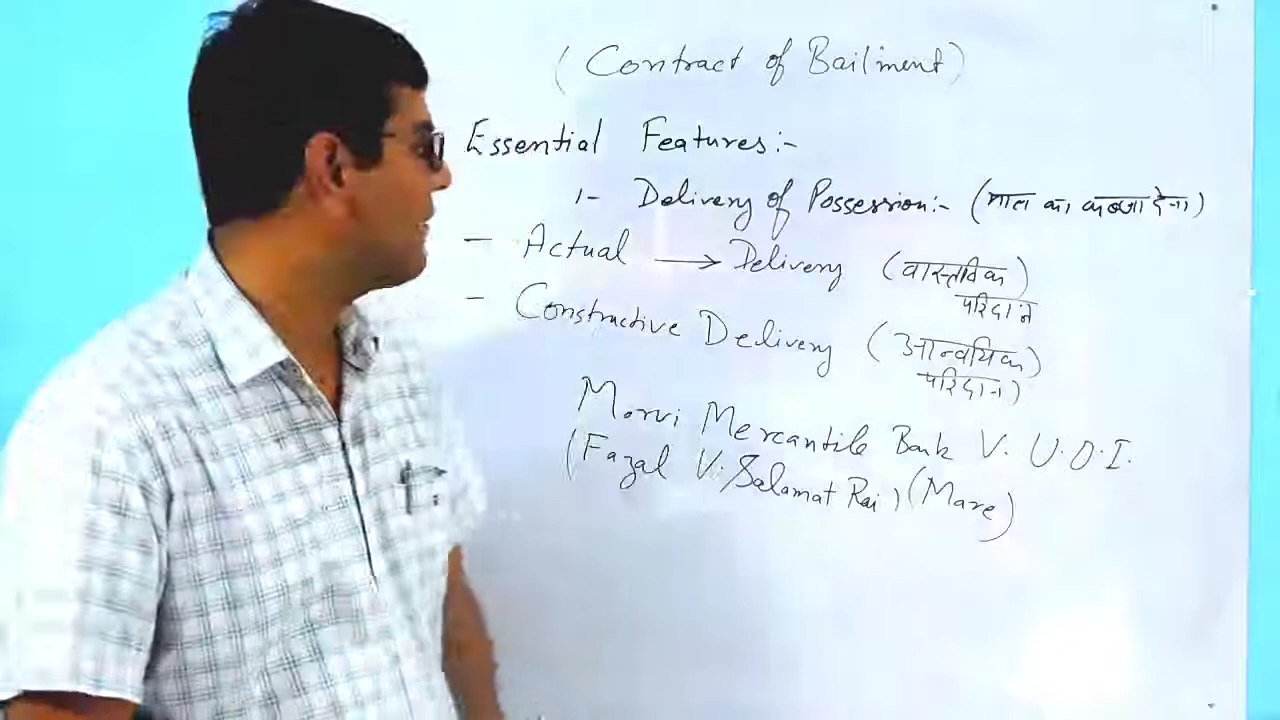 (Contract of Bailment)
Essential Features:-
1- Delivery of Possession:- (माल का कब्जा देना)
- Actual → Delivery (वास्तविक)
परिदान
- Constructive Delivery (आन्वयिक)
परिदान)
Morvi Mercantile Bank V. U.O.I.
(Fazal V. Salamat Rai) (Mare)